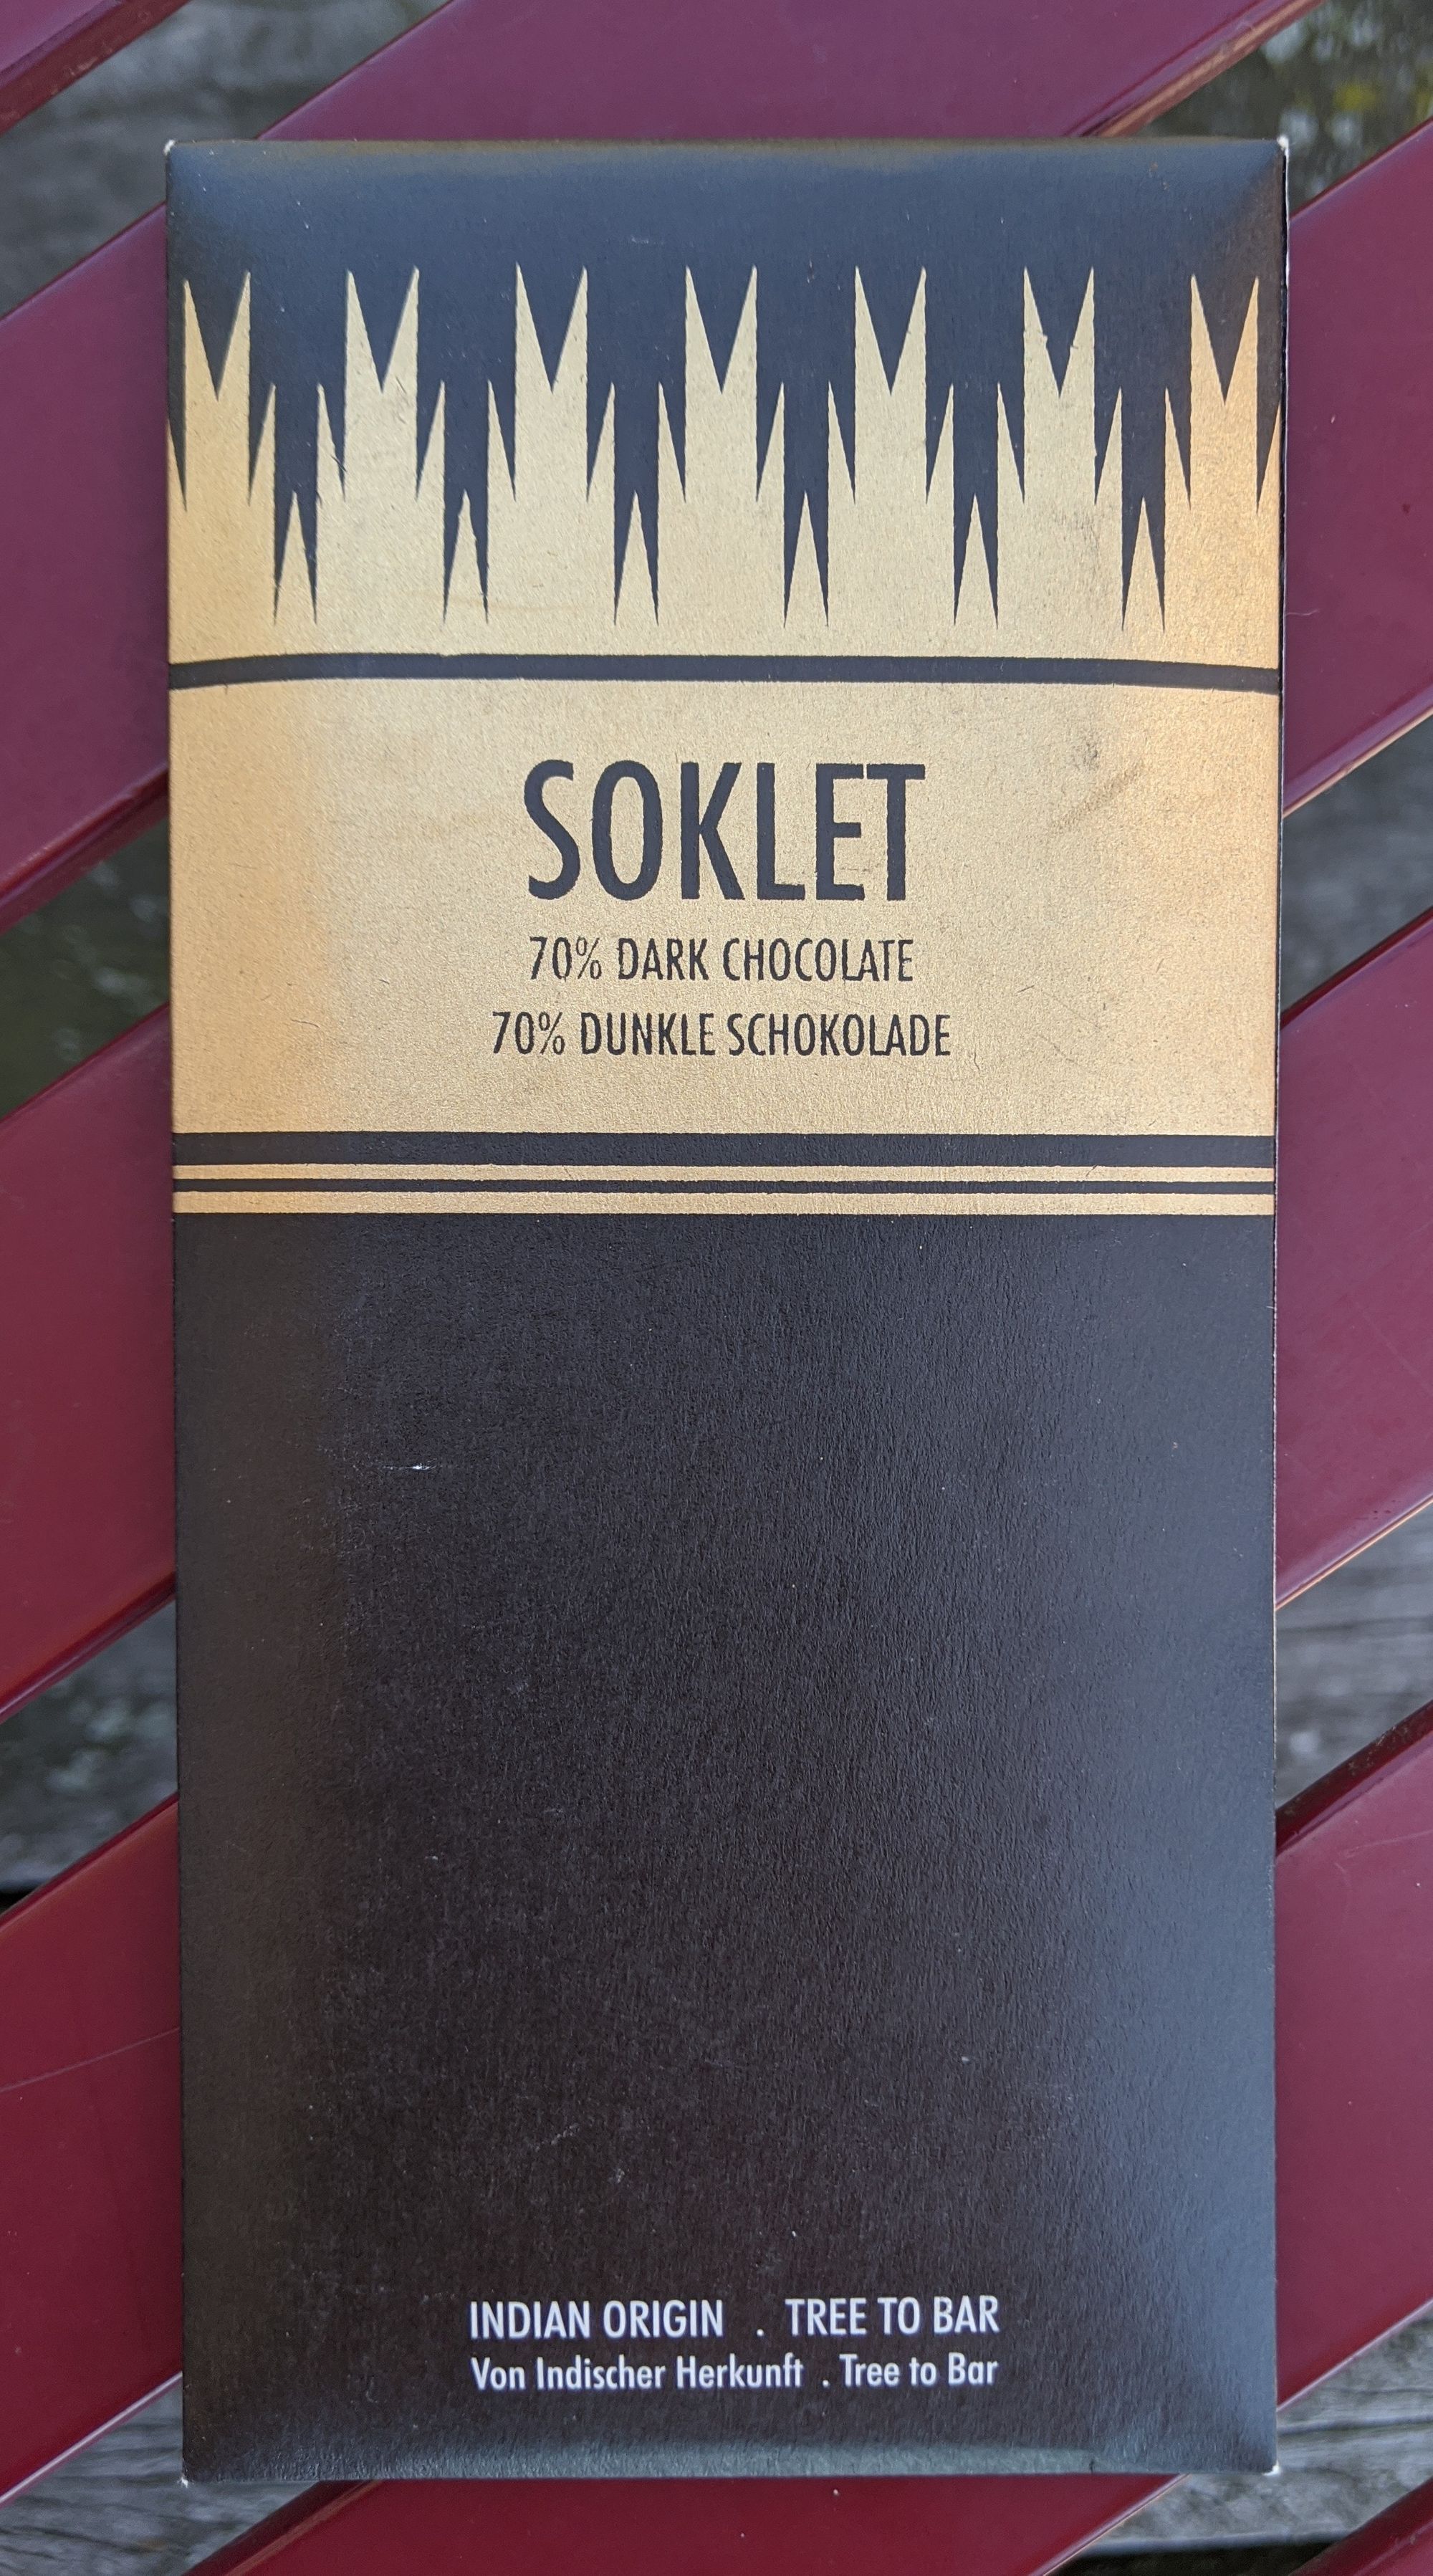 SOKLET
70% DARK CHOCOLATE
70% DUNKLE SCHOKOLADE
INDIAN ORIGIN . TREE TO BAR
Von Indischer Herkunft . Tree to Bar